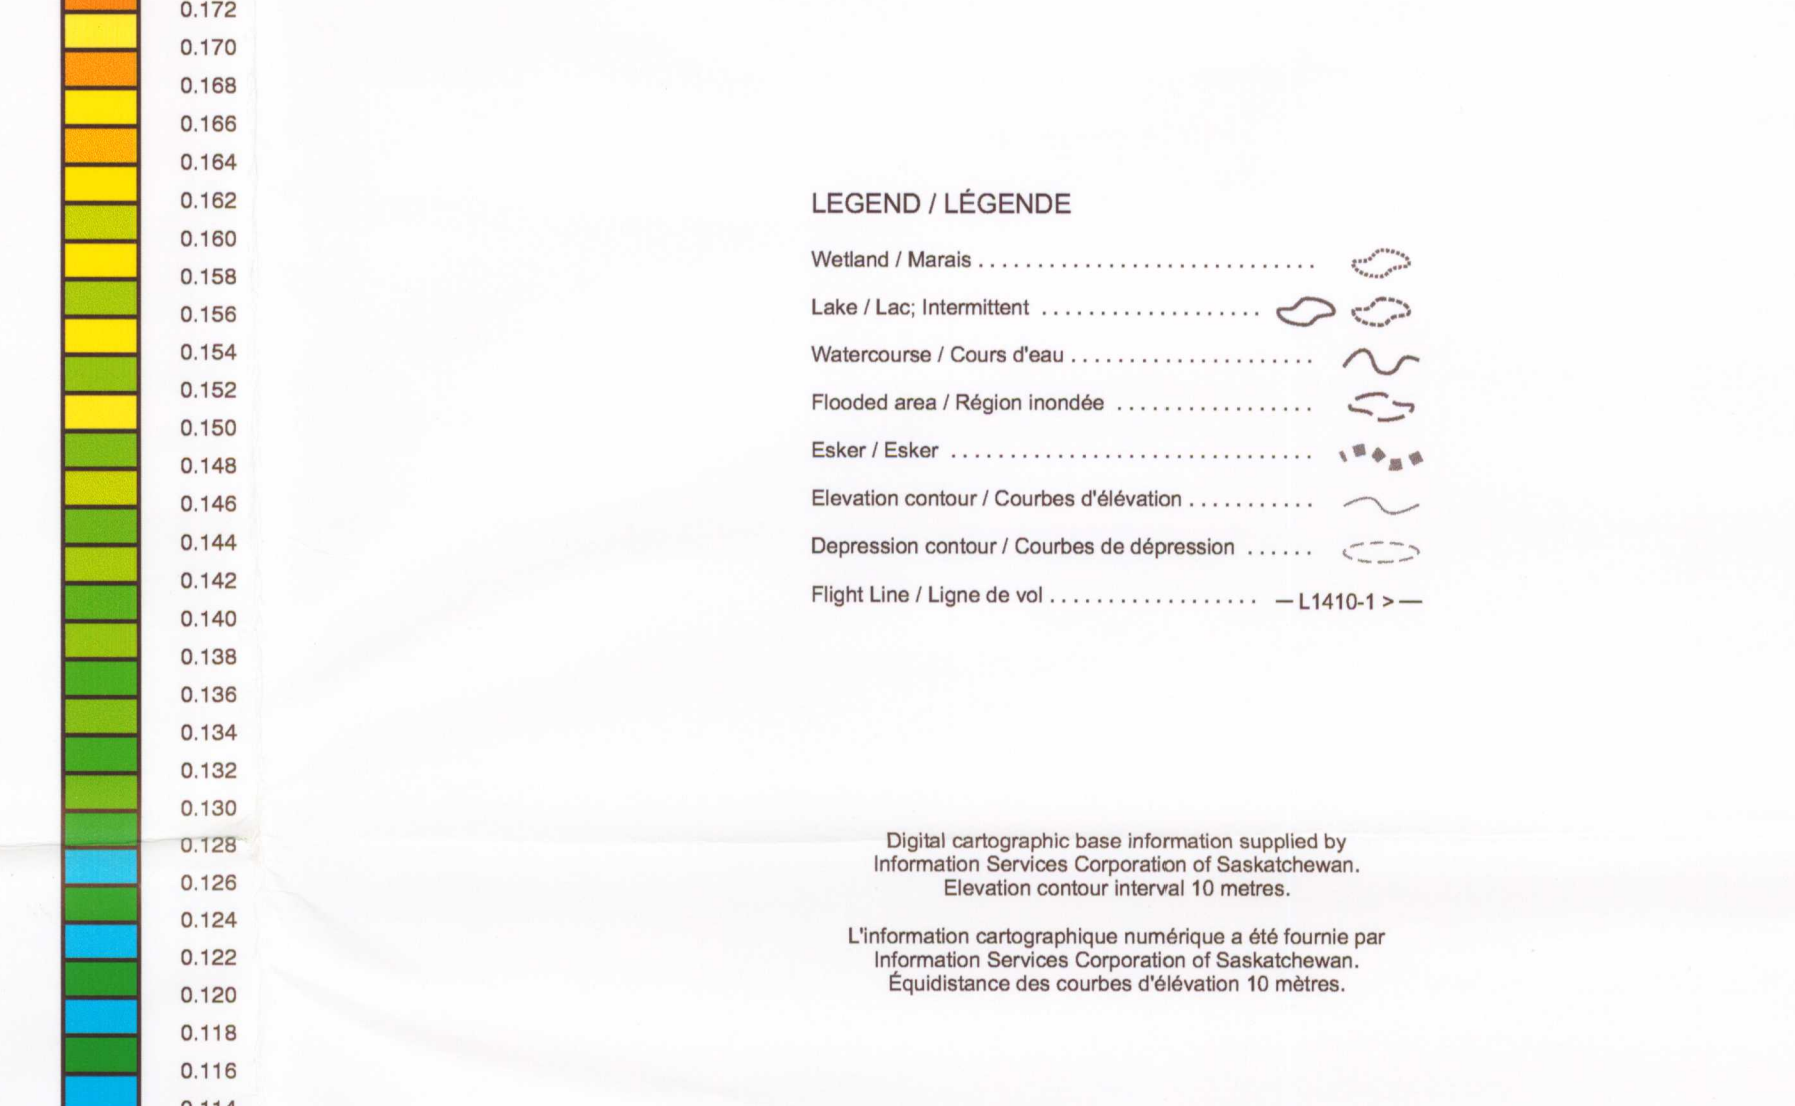 0.172
0.170
0.168
0.166
0.164
0.162
0.160
0.158
0.156
0.154
0.152
0.150
0.148
0.146
0.144
0.142
0.140
0.138
0.136
0.134
0.132
0.130
0.128
0.126
0.124
0.122
0.120
0.118
0.116
0.114
LEGEND / LÉGENDE
Wetland / Marais
Lake / Lac; Intermittent
Watercourse / Cours d'eau
Flooded area / Région inondée
Esker / Esker
Elevation contour / Courbes d'élévation
Depression contour / Courbes de dépression
Flight Line / Ligne de vol — L1410-1 > —
Digital cartographic base information supplied by
Information Services Corporation of Saskatchewan.
Elevation contour interval 10 metres.
L'information cartographique numérique a été fournie par
Information Services Corporation of Saskatchewan.
Équidistance des courbes d'élévation 10 mètres.